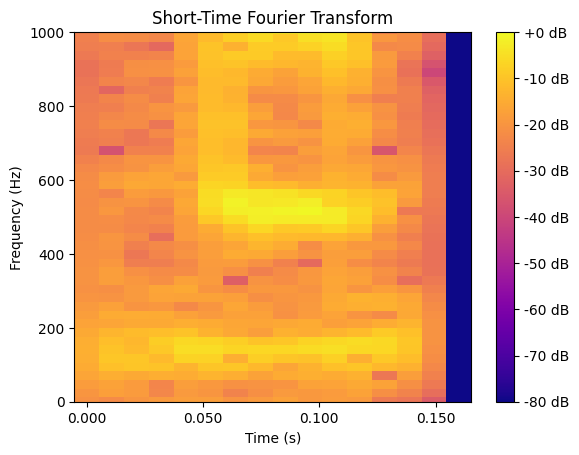 Short-Time Fourier Transform
1000
800
600
400
200
0
Frequency (Hz)
0.000
0.050
0.100
0.150
Time (s)
+0 dB
-10 dB
-20 dB
-30 dB
-40 dB
-50 dB
-60 dB
-70 dB
-80 dB